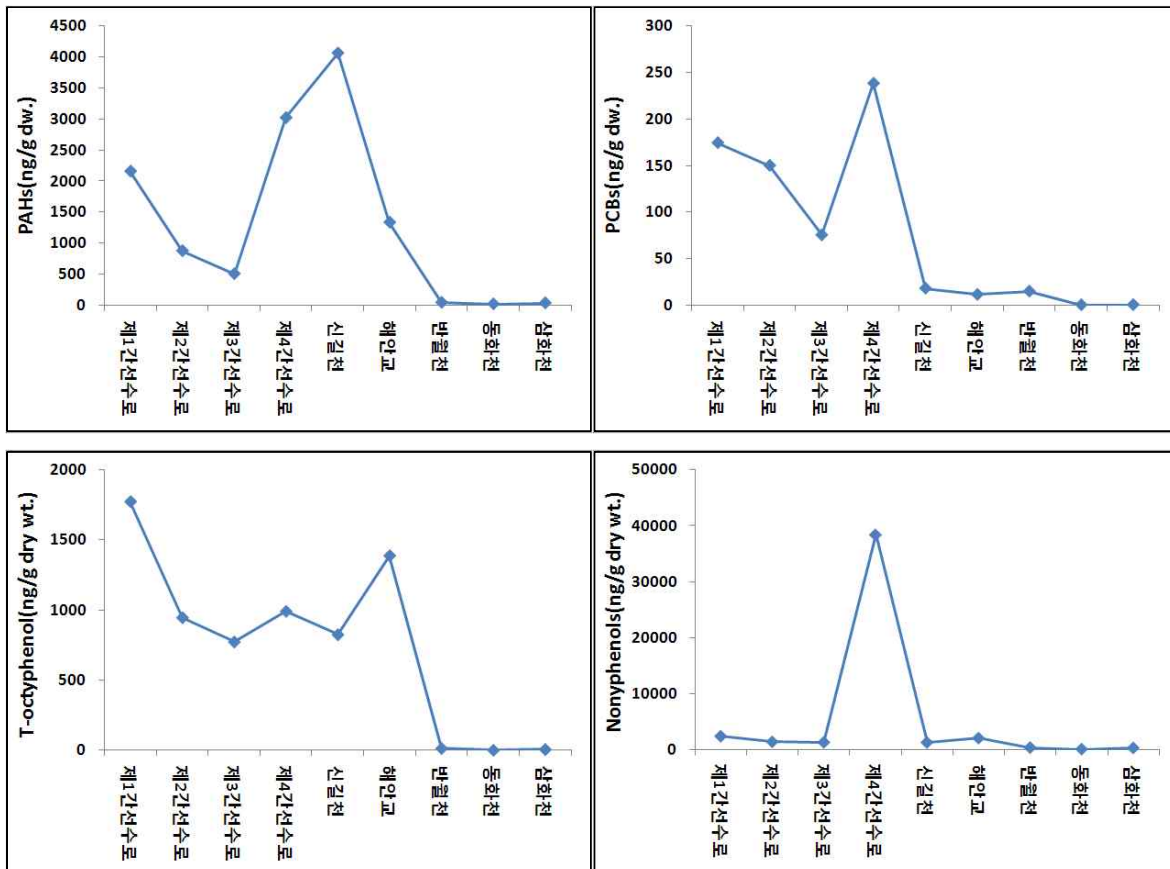 PAHs(ng/g dw.)
4500
4000
3500
3000
2500
2000
1500
1000
500
0
제1간선수로
제2간선수로
제3간선수로
제4간선수로
신길천
해안교
반월천
동화천
삼화천
PCBs(ng/g dw.)
300
250
200
150
100
50
0
제1간선수로
제2간선수로
제3간선수로
제4간선수로
신길천
해안교
반월천
동화천
삼화천
T-octyphenol(ng/g dry wt.)
2000
1500
1000
500
0
제1간선수로
제2간선수로
제3간선수로
제4간선수로
신길천
해안교
반월천
동화천
삼화천
Nonyphenols(ng/g dry wt.)
50000
40000
30000
20000
10000
0
제1간선수로
제2간선수로
제3간선수로
제4간선수로
신길천
해안교
반월천
동화천
삼화천